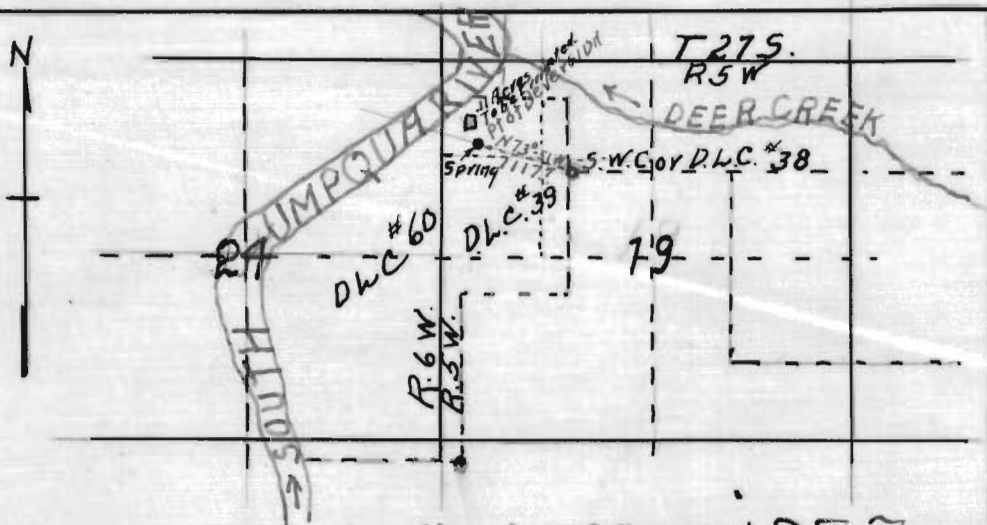 N
T 27 S.
R 5 W
DEER CREEK
SOUTH UMPQUA RIVER
.11 Acres
To be irrigated
Pt of Diversion
Spring
N 73°
S.W. Cor D.L.C. #38
D.L.C. #39
DLC #60
24
19
R. 6 W.
R. 5 W.